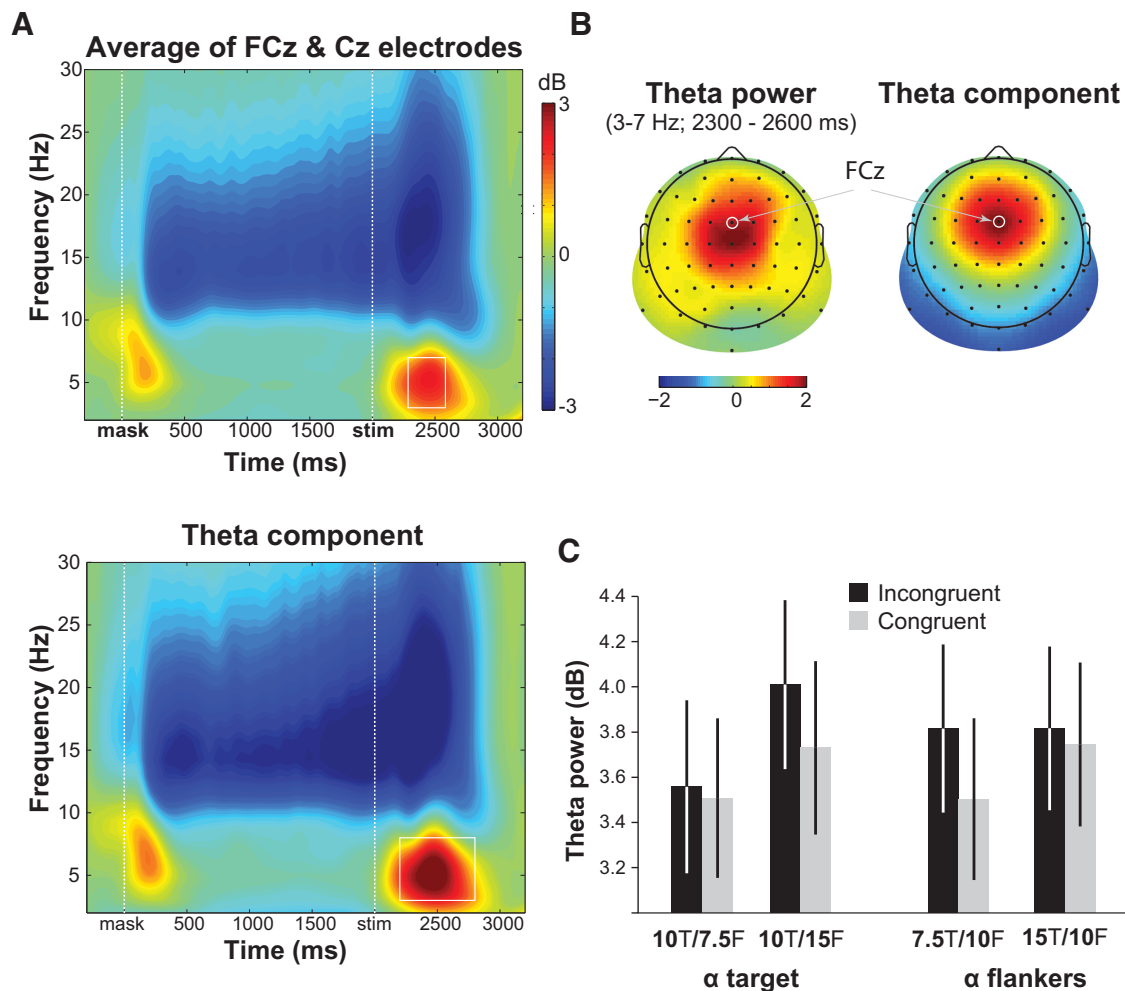 A
Average of FCz & Cz electrodes
30
25
20
15
10
5
Frequency (Hz)
mask 500 1000 1500 stim 2500 3000
Time (ms)
dB
3
0
-3
B
Theta power
(3-7 Hz; 2300 - 2600 ms)
Theta component
FCz
−2 0 2
Theta component
30
25
20
15
10
5
Frequency (Hz)
mask 500 1000 1500 stim 2500 3000
Time (ms)
C
Incongruent
Congruent
4.4
4.2
4.0
3.8
3.6
3.4
3.2
Theta power (dB)
10T/7.5F 10T/15F 7.5T/10F 15T/10F
α target α flankers